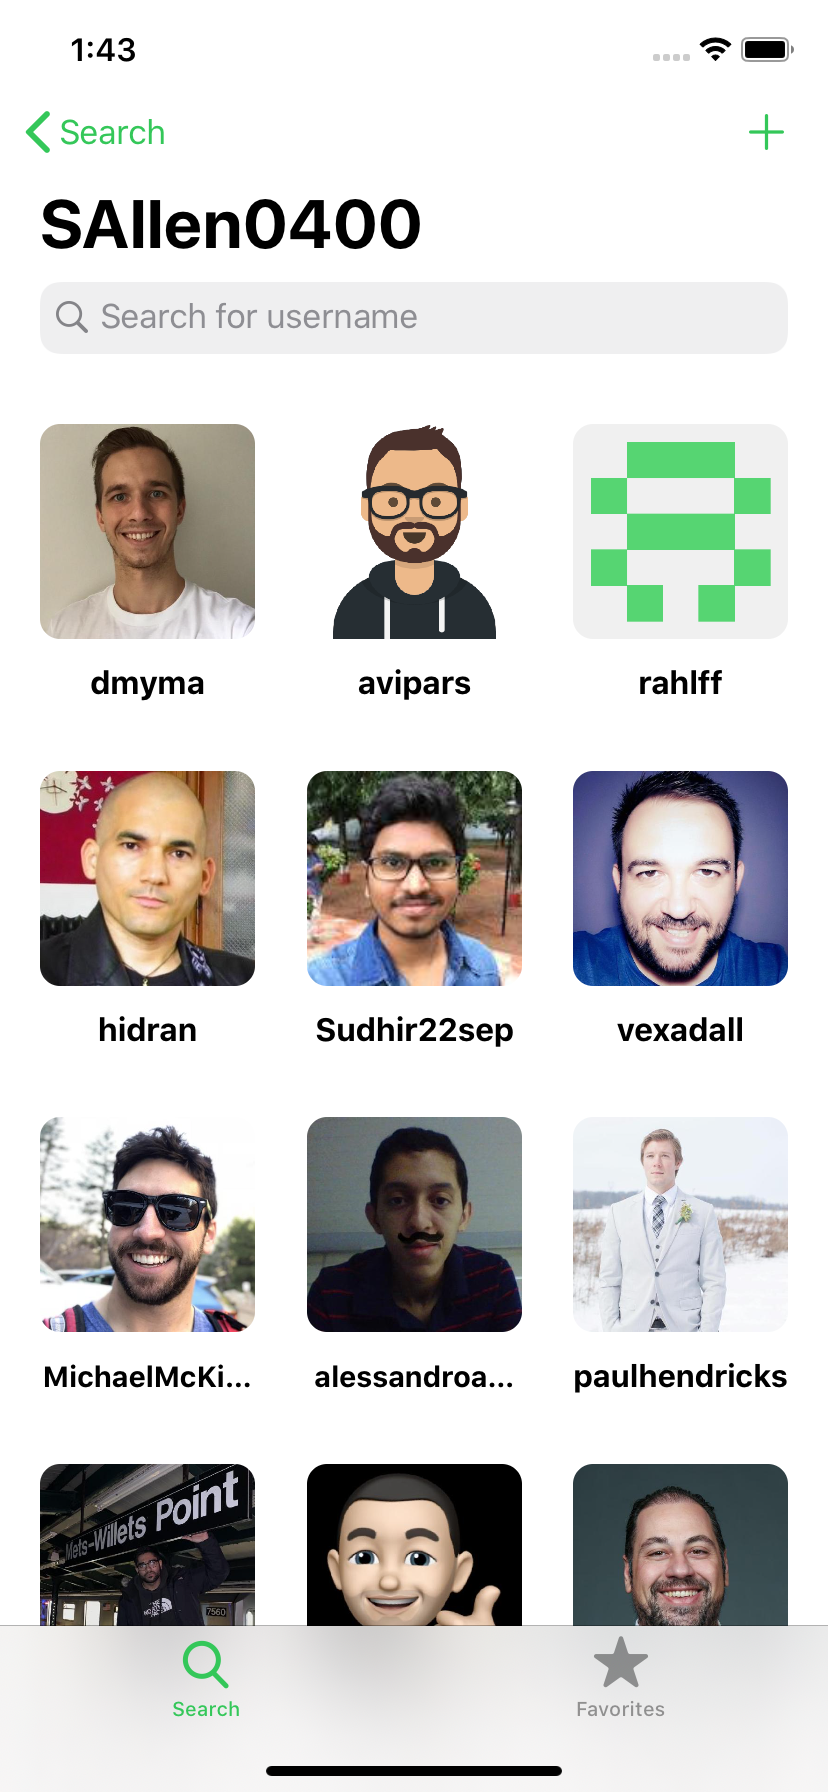 1:43
Search
SAllen0400
Search for username
dmyma
avipars
rahlff
hidran
Sudhir22sep
vexadall
MichaelMcKi...
alessandroa...
paulhendricks
Mets-Willets Point
7560
Search
Favorites